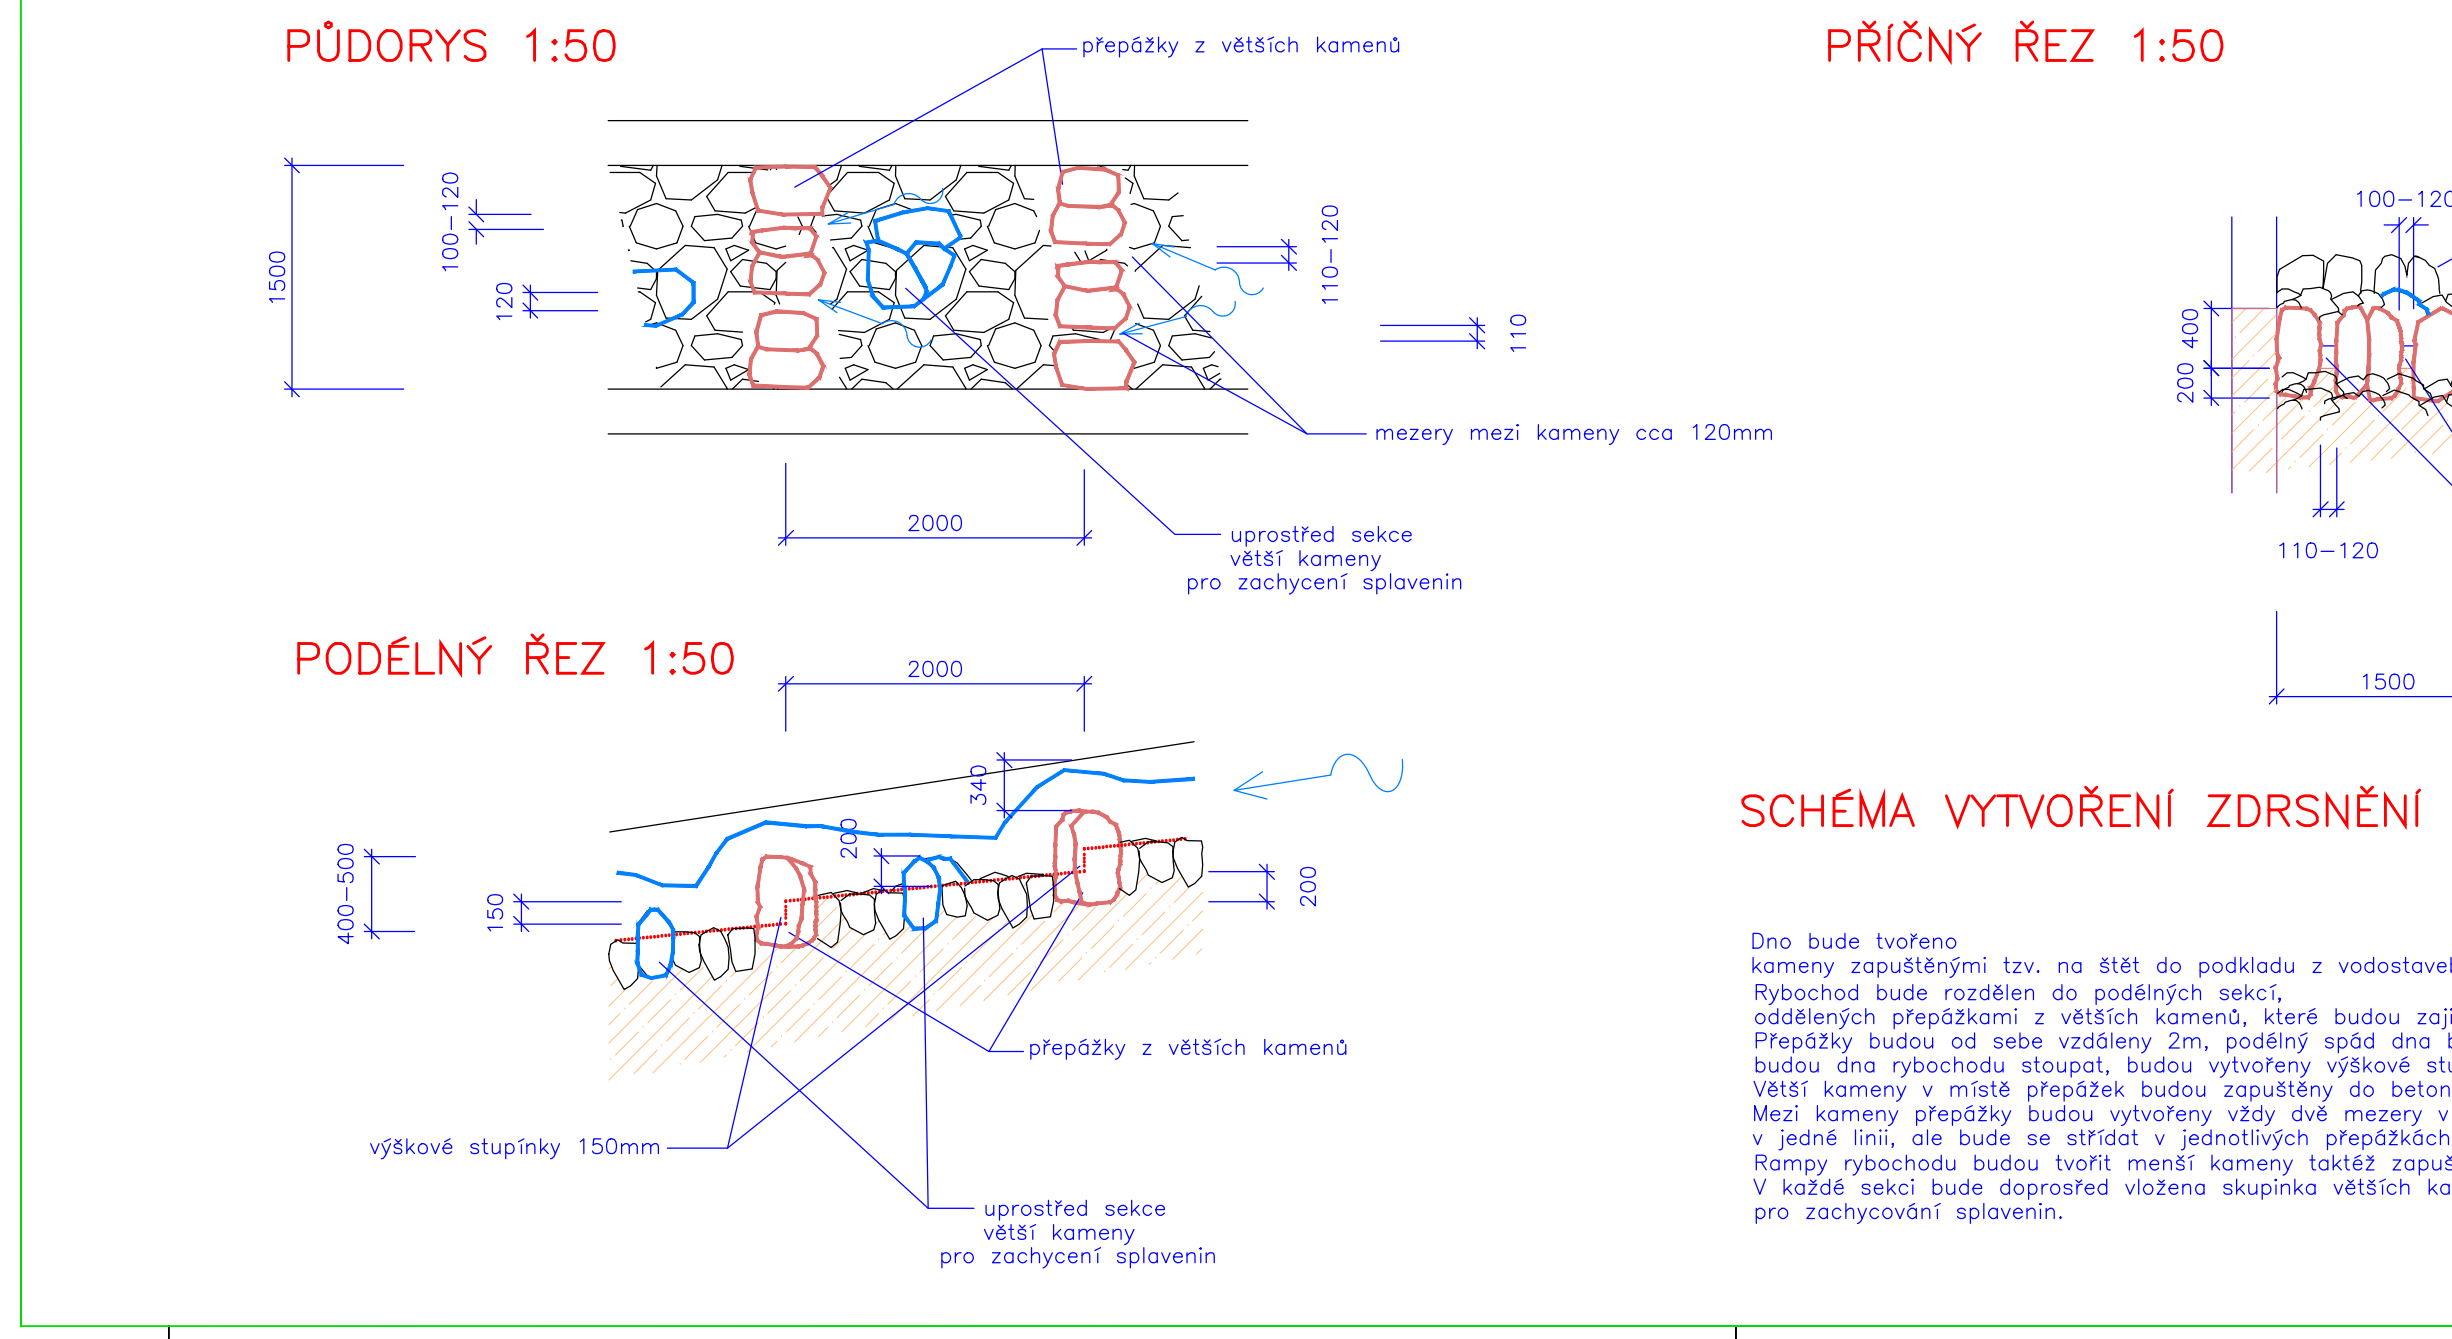 PŮDORYS 1:50
přepážky z větších kamenů
1500
100-120
120
110-120
110
mezery mezi kameny cca 120mm
2000
uprostřed sekce
větší kameny
pro zachycení splavenin
PŘÍČNÝ ŘEZ 1:50
100-120
400
200
110-120
1500
PODÉLNÝ ŘEZ 1:50
2000
340
200
400-500
150
200
přepážky z větších kamenů
výškové stupínky 150mm
uprostřed sekce
větší kameny
pro zachycení splavenin
SCHÉMA VYTVOŘENÍ ZDRSNĚNÍ
Dno bude tvořeno
kameny zapuštěnými tzv. na štět do podkladu z
Rybochod bude rozdělen do podélných sekcí,
oddělených přepážkami z větších kamenů, které budou
Přepážky budou od sebe vzdáleny 2m, podélný spád dna
budou dna rybochodu stoupat, budou vytvořeny výškové
Větší kameny v místě přepážek budou zapuštěny do
Mezi kameny přepážky budou vytvořeny vždy dvě mezery v
v jedné linii, ale bude se střídat v jednotlivých přepážkách
Rampy rybochodu budou tvořit menší kameny taktéž
V každé sekci bude doprosřed vložena skupinka větších
pro zachycování splavenin.